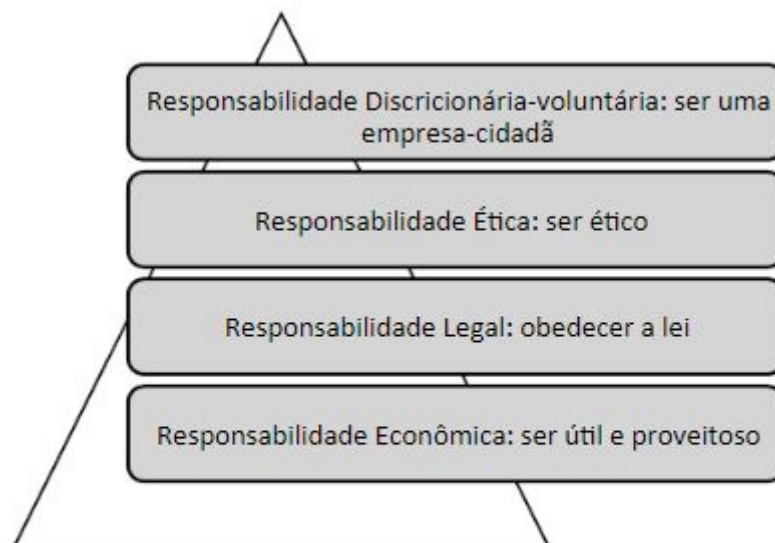 Responsabilidade Discricionária-voluntária: ser uma
empresa-cidadã
Responsabilidade Ética: ser ético
Responsabilidade Legal: obedecer a lei
Responsabilidade Econômica: ser útil e proveitoso